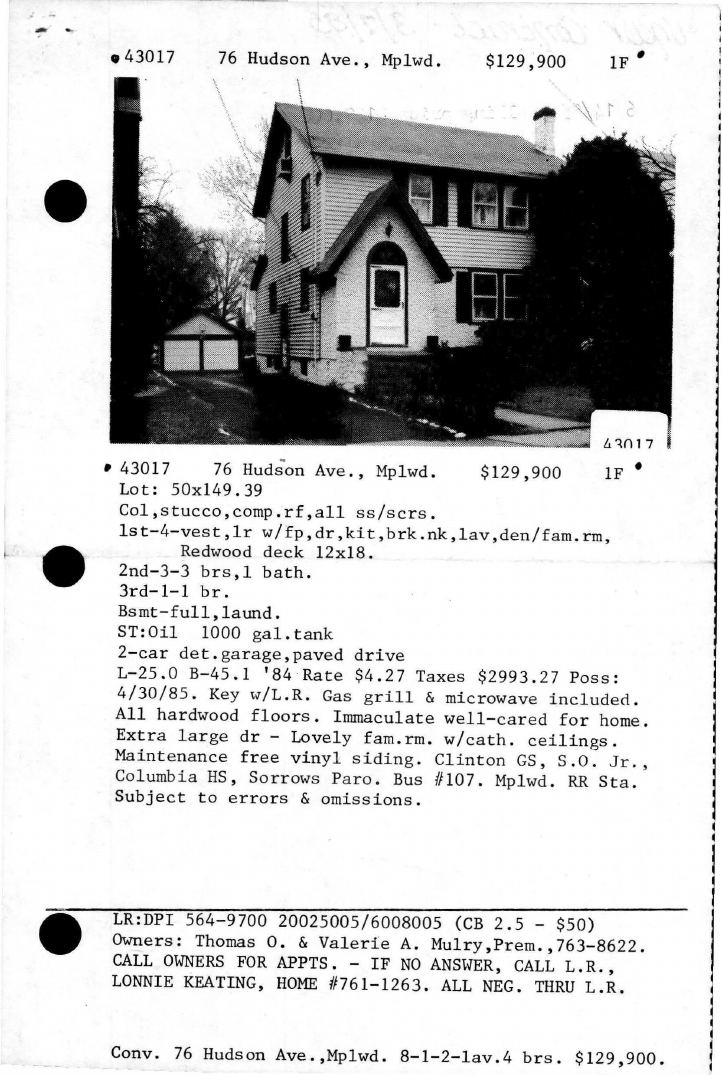 43017 76 Hudson Ave., Mplwd. $129,900 1F
43017
43017 76 Hudson Ave., Mplwd. $129,900 1F
Lot: 50x149.39
Col,stucco,comp.rf,all ss/scrs.
1st-4-vest,lr w/fp,dr,kit,brk.nk,lav,den/fam.rm,
Redwood deck 12x18.
2nd-3-3 brs,1 bath.
3rd-1-1 br.
Bsmt-full,laund.
ST:Oil 1000 gal.tank
2-car det.garage,paved drive
L-25.0 B-45.1 '84 Rate $4.27 Taxes $2993.27 Poss:
4/30/85. Key w/L.R. Gas grill & microwave included.
All hardwood floors. Immaculate well-cared for home.
Extra large dr - Lovely fam.rm. w/cath. ceilings.
Maintenance free vinyl siding. Clinton GS, S.O. Jr.,
Columbia HS, Sorrows Paro. Bus #107. Mplwd. RR Sta.
Subject to errors & omissions.
LR:DPI 564-9700 20025005/6008005 (CB 2.5 - $50)
Owners: Thomas O. & Valerie A. Mulry,Prem.,763-8622.
CALL OWNERS FOR APPTS. - IF NO ANSWER, CALL L.R.,
LONNIE KEATING, HOME #761-1263. ALL NEG. THRU L.R.
Conv. 76 Hudson Ave.,Mplwd. 8-1-2-lav.4 brs. $129,900.